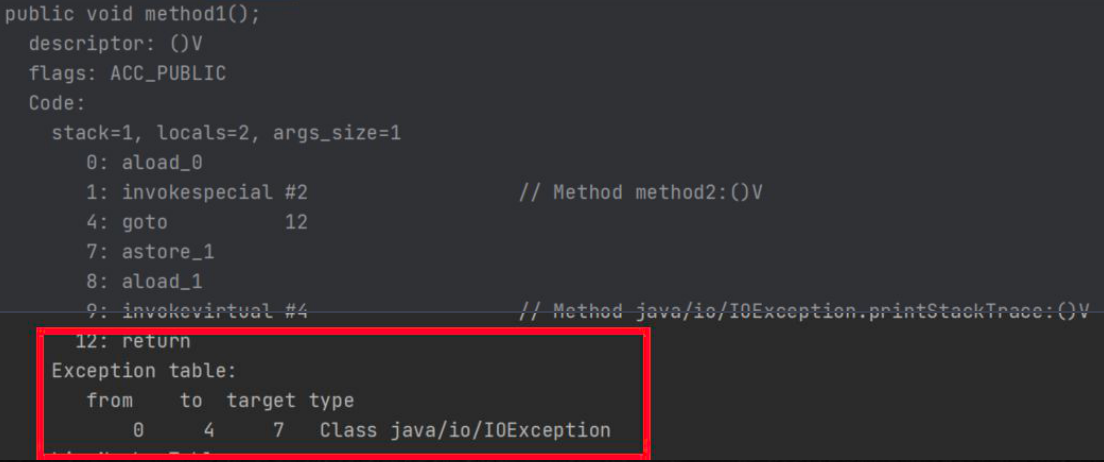 public void method1();
descriptor: ()V
flags: ACC_PUBLIC
Code:
stack=1, locals=2, args_size=1
0: aload_0
1: invokespecial #2 // Method method2:()V
4: goto 12
7: astore_1
8: aload_1
9: invokevirtual #4 // Method java/io/IOException.printStackTrace:()V
12: return
Exception table:
from to target type
0 4 7 Class java/io/IOException